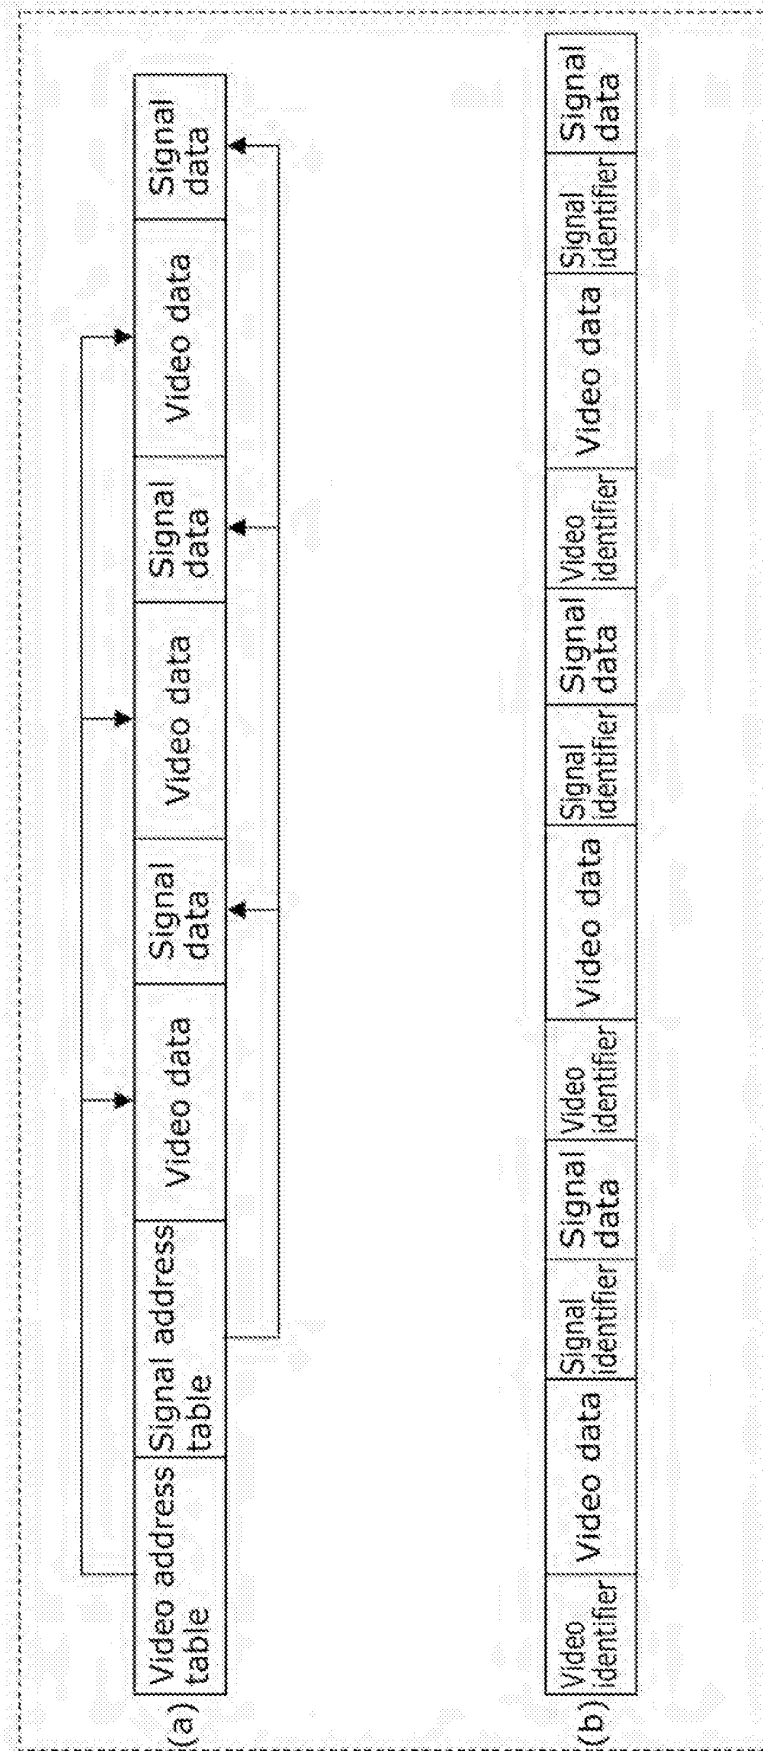 (a)
Video address
table
Signal address
table
Video data
Signal
data
Video data
Signal
data
Video data
Signal
data
(b)
Video
identifier
Video data
Signal
identifier
Signal
data
Video
identifier
Video data
Signal
identifier
Signal
data
Video
identifier
Video data
Signal
identifier
Signal
data